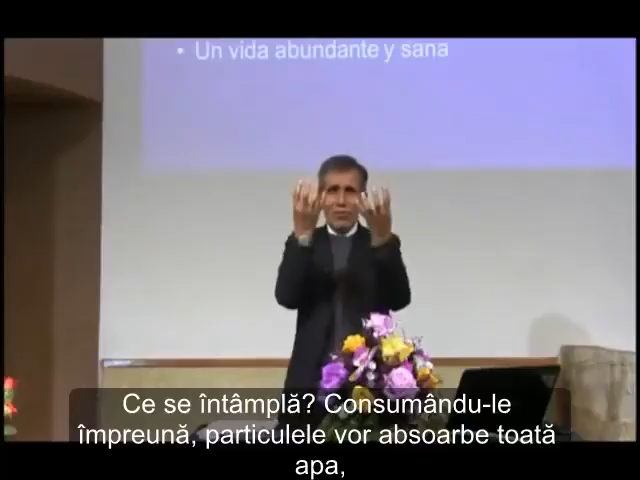 • Un vida abundante y sana
Ce se întâmplă? Consumându-le
împreună, particulele vor absoarbe toată
apa,